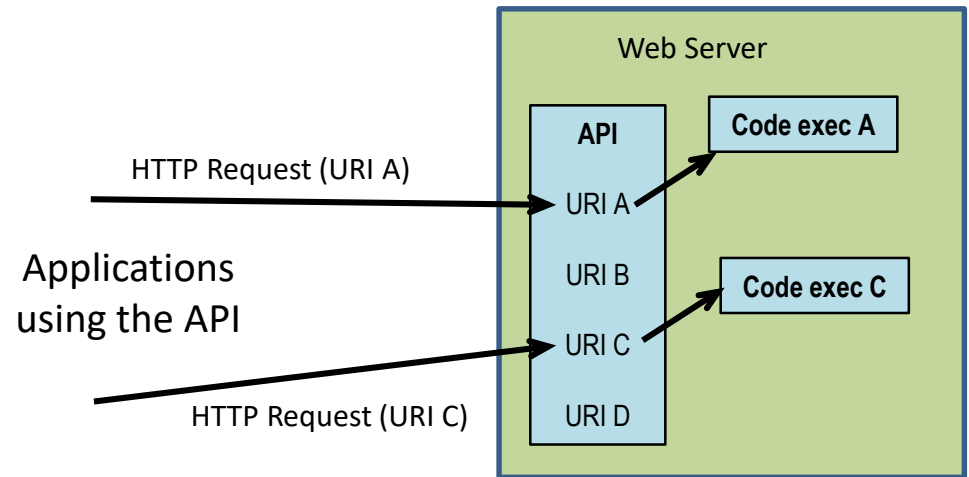 Web Server
API
Code exec A
HTTP Request (URI A)
URI A
Applications
using the API
URI B
Code exec C
URI C
HTTP Request (URI C)
URI D